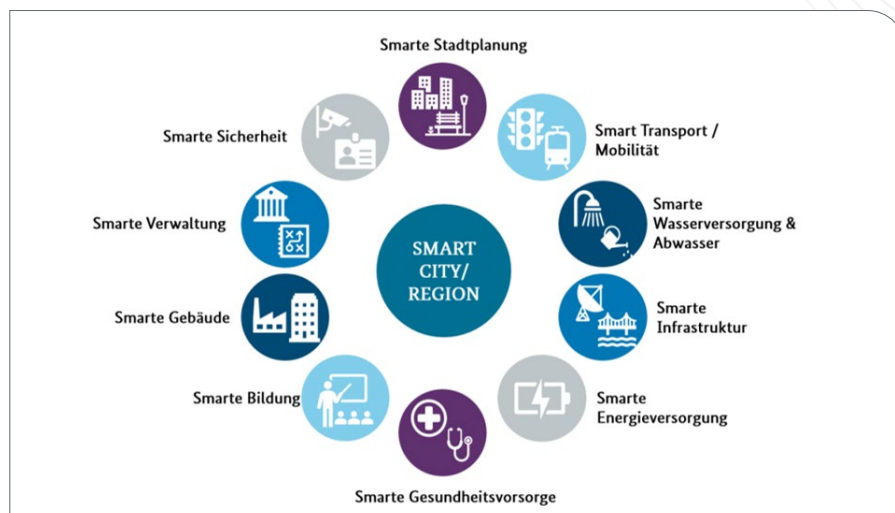 Smarte Stadtplanung
Smart Transport /
Mobilität
Smarte
Wasserversorgung &
Abwasser
Smarte
Infrastruktur
Smarte
Energieversorgung
Smarte Gesundheitsvorsorge
Smarte Bildung
Smarte Gebäude
Smarte Verwaltung
Smarte Sicherheit
SMART
CITY/
REGION